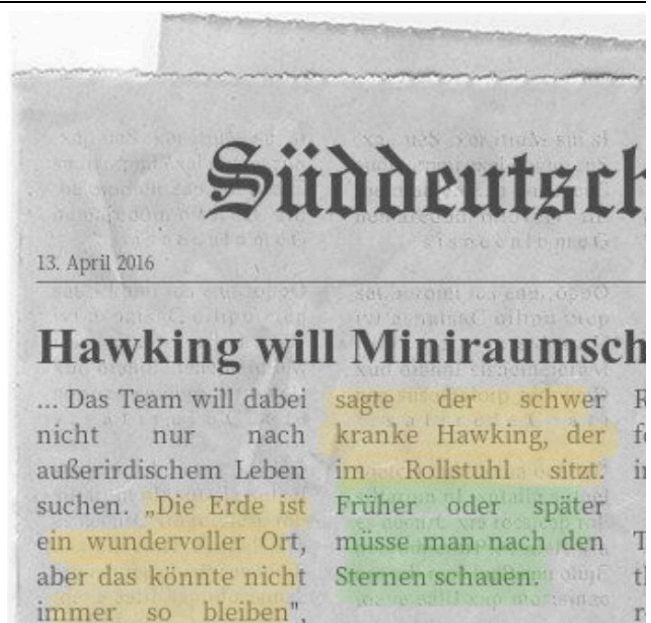 Süddeutsch
13. April 2016
Hawking will Miniraumsch
... Das Team will dabei
nicht nur nach
außerirdischem Leben
suchen. „Die Erde ist
ein wundervoller Ort,
aber das könnte nicht
immer so bleiben",
sagte der schwer
kranke Hawking, der
im Rollstuhl sitzt.
Früher oder später
müsse man nach den
Sternen schauen.